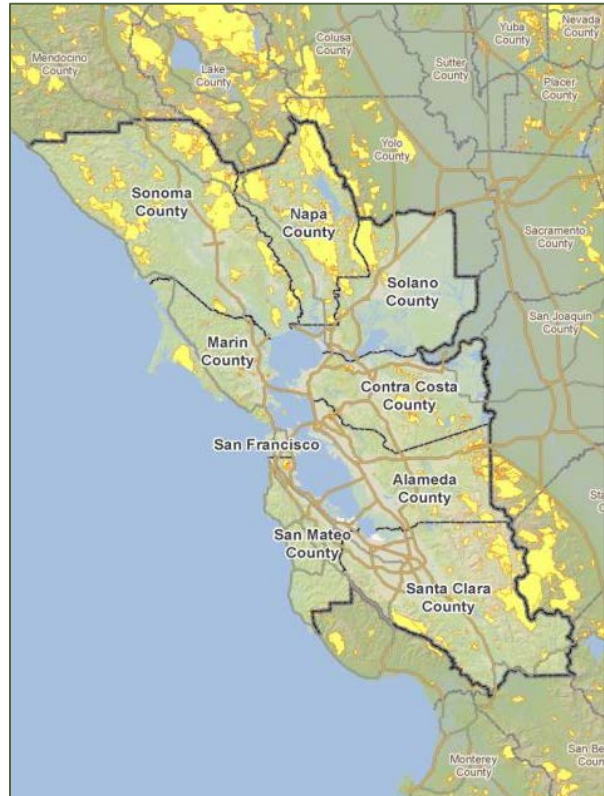 Mendocino
County
Lake
County
Colusa
County
Sutter
County
Yuba
County
Nevada
County
Placer
County
Yolo
County
Sonoma
County
Napa
County
Sacramento
County
Solano
County
San Joaquin
County
Marin
County
Contra Costa
County
San Francisco
Alameda
County
San Mateo
County
Santa Clara
County
Monterey
County